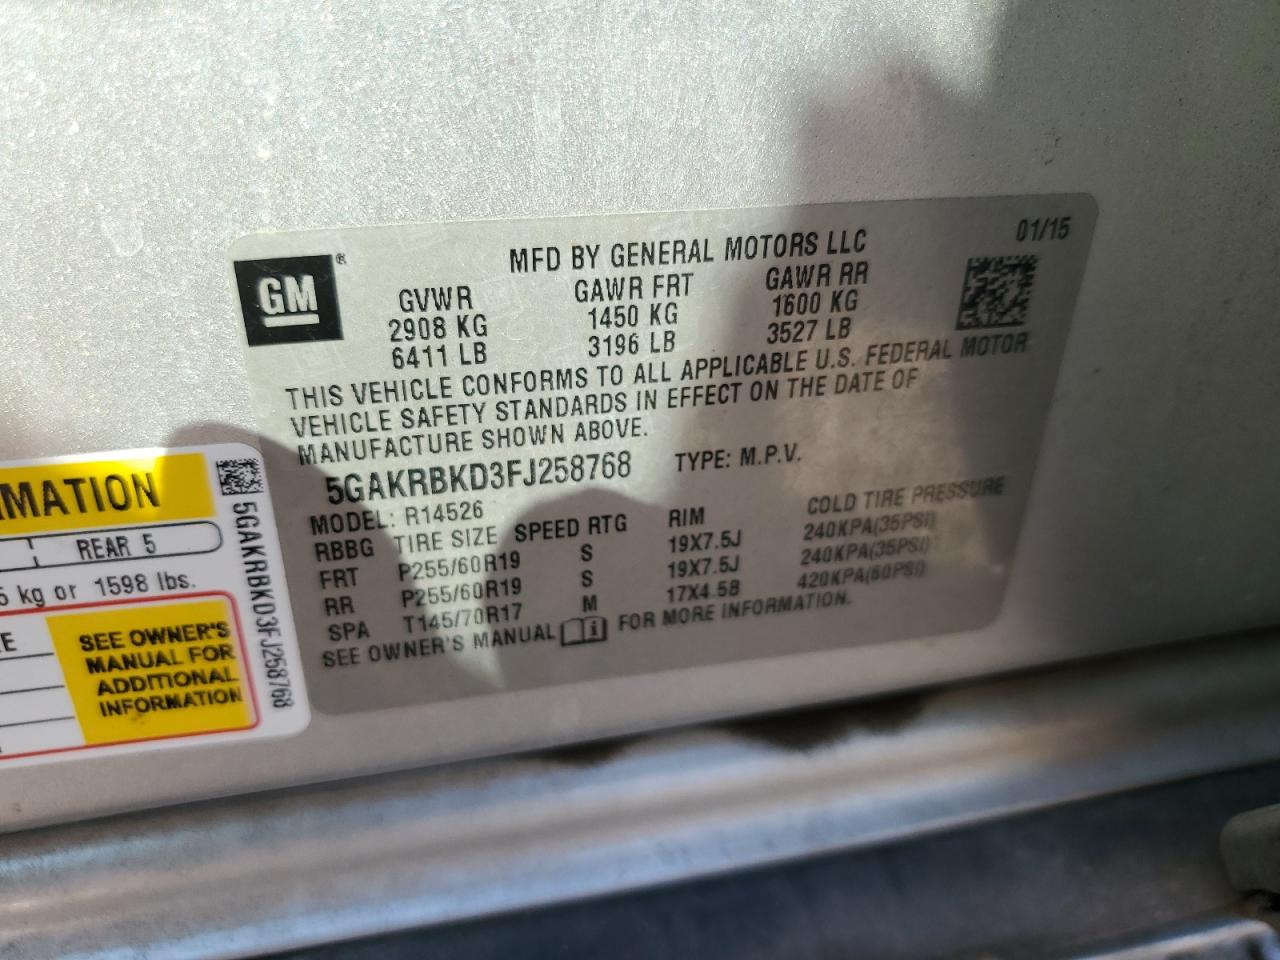 01/15
MFD BY GENERAL MOTORS LLC
GM ®
GVWR GAWR FRT GAWR RR
2908 KG 1450 KG 1600 KG
6411 LB 3196 LB 3527 LB
THIS VEHICLE CONFORMS TO ALL APPLICABLE U.S. FEDERAL MOTOR
VEHICLE SAFETY STANDARDS IN EFFECT ON THE DATE OF
MANUFACTURE SHOWN ABOVE.
5GAKRBKD3FJ258768 TYPE: M.P.V.
MODEL: R14526
RBBG TIRE SIZE SPEED RTG RIM COLD TIRE PRESSURE
FRT P255/60R19 S 19X7.5J 240KPA(35PSI)
RR P255/60R19 S 19X7.5J 240KPA(35PSI)
SPA T145/70R17 M 17X4.5B 420KPA(60PSI)
SEE OWNER'S MANUAL FOR MORE INFORMATION.
MATION
REAR 5
kg or 1598 lbs.
SEE OWNER'S
MANUAL FOR
ADDITIONAL
INFORMATION
5GAKRBKD3FJ258768